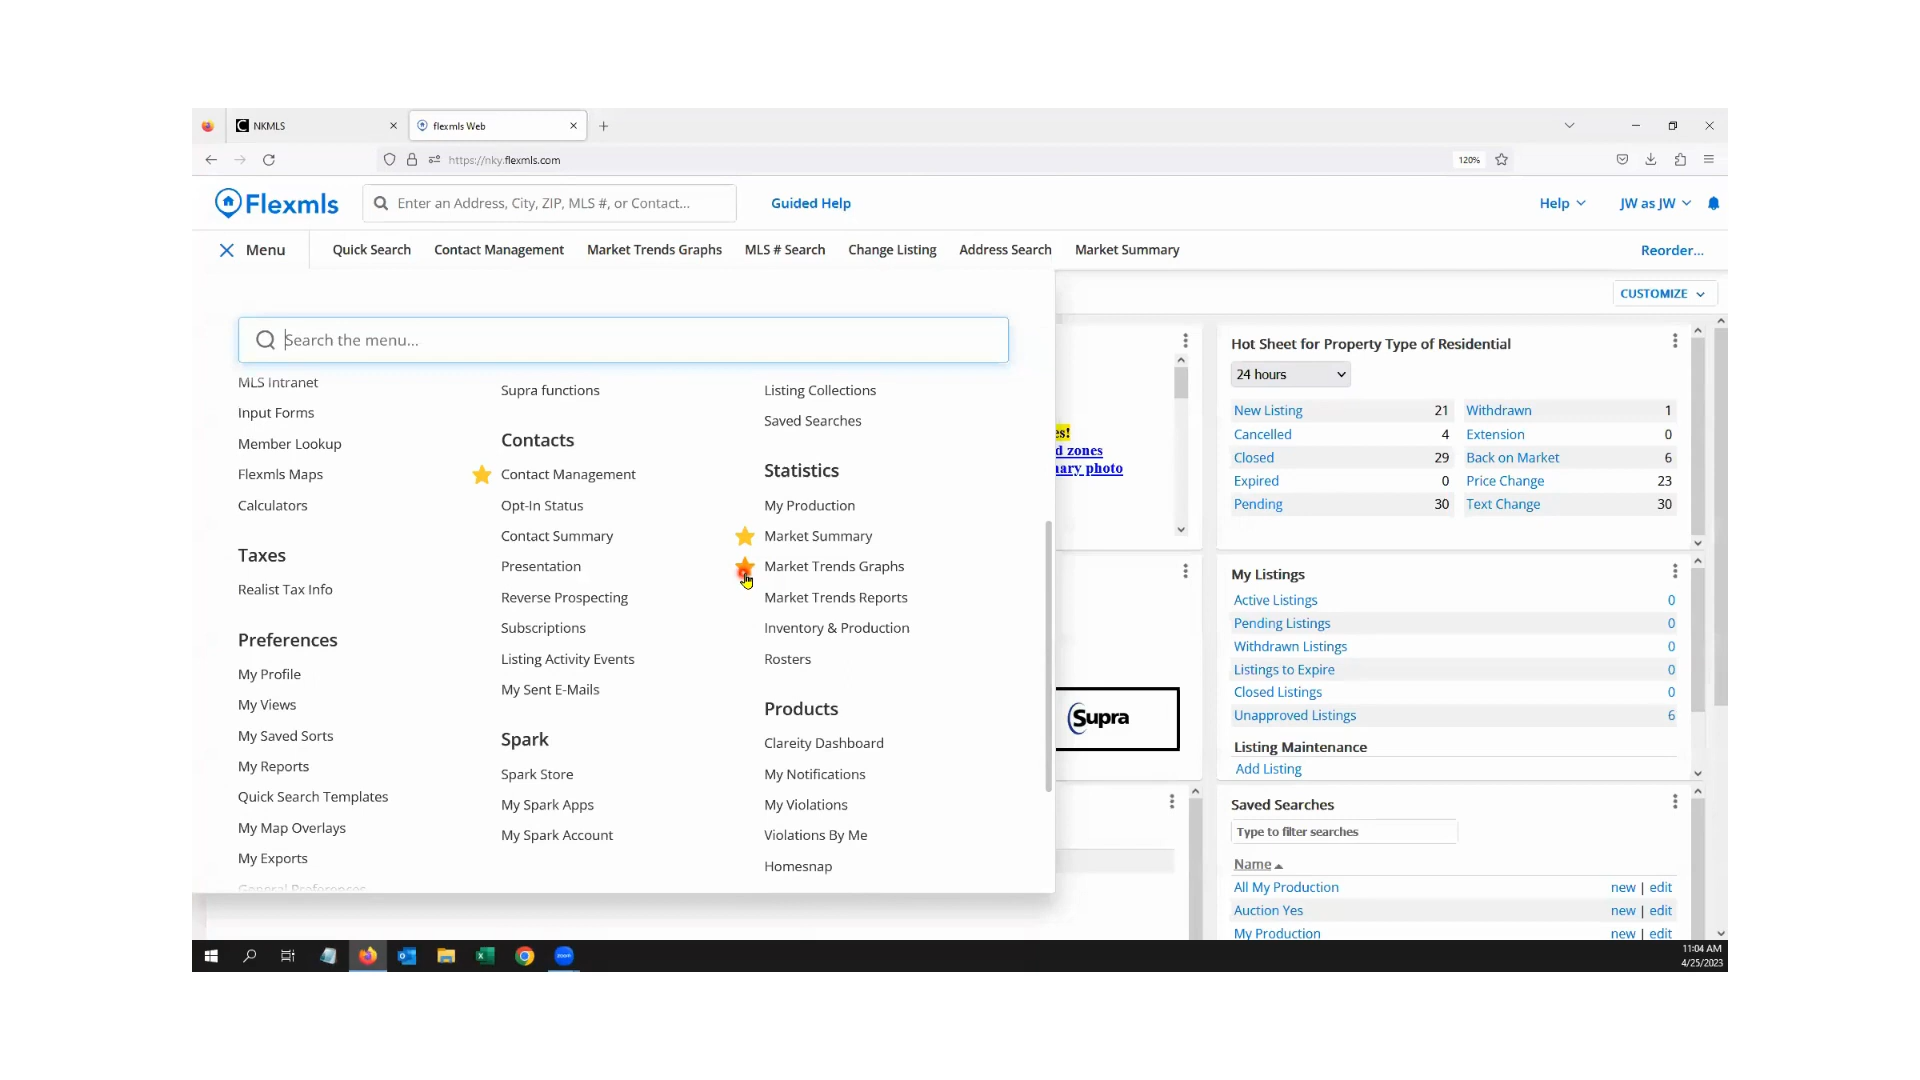 NKMLS
flexmls Web
https://nky.flexmls.com
120%
Flexmls
Enter an Address, City, ZIP, MLS #, or Contact...
Guided Help
Help
JW as JW
Menu
Quick Search
Contact Management
Market Trends Graphs
MLS # Search
Change Listing
Address Search
Market Summary
Reorder...
CUSTOMIZE
Search the menu...
MLS Intranet
Input Forms
Member Lookup
Flexmls Maps
Calculators
Taxes
Realist Tax Info
Preferences
My Profile
My Views
My Saved Sorts
My Reports
Quick Search Templates
My Map Overlays
My Exports
General Preferences
Supra functions
Contacts
Contact Management
Opt-In Status
Contact Summary
Presentation
Reverse Prospecting
Subscriptions
Listing Activity Events
My Sent E-Mails
Spark
Spark Store
My Spark Apps
My Spark Account
Listing Collections
Saved Searches
Statistics
My Production
Market Summary
Market Trends Graphs
Market Trends Reports
Inventory & Production
Rosters
Products
Clareity Dashboard
My Notifications
My Violations
Violations By Me
Homesnap
es!
d zones
nary photo
Supra
Hot Sheet for Property Type of Residential
24 hours
New Listing 21 Withdrawn 1
Cancelled 4 Extension 0
Closed 29 Back on Market 6
Expired 0 Price Change 23
Pending 30 Text Change 30
My Listings
Active Listings 0
Pending Listings 0
Withdrawn Listings 0
Listings to Expire 0
Closed Listings 0
Unapproved Listings 6
Listing Maintenance
Add Listing
Saved Searches
Type to filter searches
Name
All My Production new | edit
Auction Yes new | edit
My Production new | edit
zoom
11:04 AM
4/25/2023